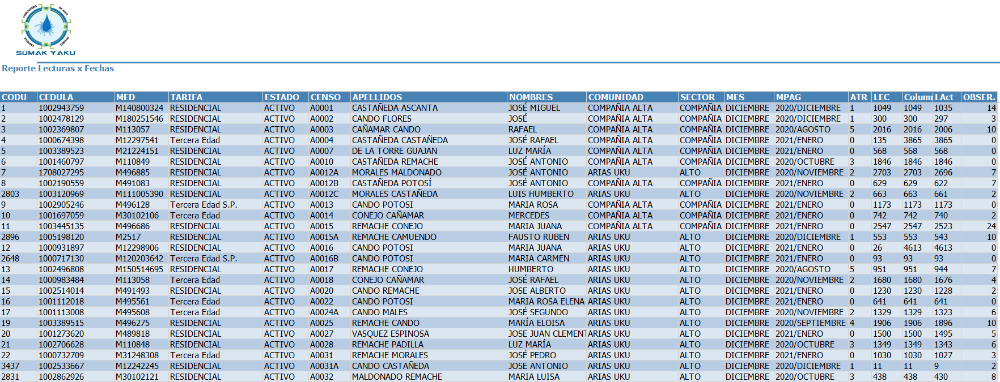 COMUNITARIA DE AGUA
EMPRESA POTABLE
SUMAK YAKU
Reporte Lecturas x Fechas
CODU CEDULA MED TARIFA ESTADO CENSO APELLIDOS NOMBRES COMUNIDAD SECTOR MES MPAG ATR LEC Colum LAct OBSER.
1 1002943759 M140800324 RESIDENCIAL ACTIVO A0001 CASTAÑEDA ASCANTA JOSÉ MIGUEL COMPAÑIA ALTA COMPAÑIA DICIEMBRE 2020/DICIEMBRE 1 1049 1049 1035 14
2 1002478129 M180251546 RESIDENCIAL ACTIVO A0002 CANDO FLORES JOSÉ COMPAÑIA ALTA COMPAÑIA DICIEMBRE 2020/DICIEMBRE 1 300 300 297 3
3 1002369807 M113057 RESIDENCIAL ACTIVO A0003 CAÑAMAR CANDO RAFAEL COMPAÑIA ALTA COMPAÑIA DICIEMBRE 2020/AGOSTO 5 2016 2016 2006 10
4 1000674398 M12297541 Tercera Edad ACTIVO A0004 CASTAÑEDA CASTAÑEDA JOSÉ RAFAEL COMPAÑIA ALTA COMPAÑIA DICIEMBRE 2021/ENERO 0 135 3865 3865 0
5 1003389523 M21224151 RESIDENCIAL ACTIVO A0007 DE LA TORRE GUAJAN LUZ MARÍA COMPAÑIA ALTA COMPAÑIA DICIEMBRE 2021/ENERO 0 568 568 568 0
6 1001460797 M110849 RESIDENCIAL ACTIVO A0010 CASTAÑEDA REMACHE JOSÉ ANTONIO COMPAÑIA ALTA COMPAÑIA DICIEMBRE 2020/OCTUBRE 3 1846 1846 1846 0
7 1708027295 M496885 RESIDENCIAL ACTIVO A0012A MORALES MALDONADO JOSÉ ANTONIO ARIAS UKU ALTO DICIEMBRE 2020/NOVIEMBRE 2 2703 2703 2696 7
8 1002190559 M491083 RESIDENCIAL ACTIVO A0012B CASTAÑEDA POTOSÍ JOSÉ ANTONIO COMPAÑIA ALTA COMPAÑIA DICIEMBRE 2021/ENERO 0 629 629 622 7
2803 1003120969 M111005390 RESIDENCIAL ACTIVO A0012C MORALES CASTAÑEDA LUIS HUMBERTO ARIAS UKU ALTO DICIEMBRE 2020/NOVIEMBRE 2 663 663 661 2
9 1002905246 M496128 Tercera Edad S.P. ACTIVO A0013 CANDO POTOSI MARIA ROSA COMPAÑIA ALTA COMPAÑIA DICIEMBRE 2021/ENERO 0 1173 1173 1173 0
10 1001697059 M30102106 Tercera Edad ACTIVO A0014 CONEJO CAÑAMAR MERCEDES COMPAÑIA ALTA COMPAÑIA DICIEMBRE 2021/ENERO 0 742 742 740 2
11 1003445135 M496686 RESIDENCIAL ACTIVO A0015 REMACHE CONEJO MARIA JUANA COMPAÑIA ALTA COMPAÑIA DICIEMBRE 2021/ENERO 0 2547 2547 2523 24
2896 1005198120 M2517 RESIDENCIAL ACTIVO A0015A REMACHE CAMUENDO FAUSTO RUBEN ARIAS UKU ALTO DICIEMBRE 2020/DICIEMBRE 1 553 553 543 10
12 1000931897 M12298906 RESIDENCIAL ACTIVO A0016 CANDO POTOSI MARIA JUANA ARIAS UKU ALTO DICIEMBRE 2021/ENERO 0 26 4613 4613 0
2648 1000717130 M120203642 Tercera Edad S.P. ACTIVO A0016B CANDO POTOSI MARIA CARMEN ARIAS UKU ALTO DICIEMBRE 2021/ENERO 0 93 93 93 0
13 1002496808 M150514695 RESIDENCIAL ACTIVO A0017 REMACHE CONEJO HUMBERTO ARIAS UKU ALTO DICIEMBRE 2020/AGOSTO 5 951 951 944 7
14 1000983484 M113058 Tercera Edad ACTIVO A0018 CONEJO CAÑAMAR JOSÉ RAFAEL ARIAS UKU ALTO DICIEMBRE 2020/NOVIEMBRE 2 1680 1680 1676 4
15 1002514014 M491493 RESIDENCIAL ACTIVO A0020 CANDO REMACHE JOSE ALBERTO ARIAS UKU ALTO DICIEMBRE 2021/ENERO 0 1230 1230 1228 2
16 1001112018 M495561 Tercera Edad ACTIVO A0022 CANDO POTOSI MARIA ROSA ELENA ARIAS UKU ALTO DICIEMBRE 2021/ENERO 0 641 641 641 0
17 1001113008 M495608 Tercera Edad ACTIVO A0024A CANDO MALES JOSÉ SEGUNDO ARIAS UKU ALTO DICIEMBRE 2020/NOVIEMBRE 2 1329 1329 1323 6
19 1003389515 M496275 RESIDENCIAL ACTIVO A0025 REMACHE CANDO MARÍA ELOISA ARIAS UKU ALTO DICIEMBRE 2020/SEPTIEMBRE 4 1906 1906 1896 10
20 1001273620 M489818 RESIDENCIAL ACTIVO A0027 VASQUEZ ESPINOSA JOSE JUAN CLEMENT ARIAS UKU ALTO DICIEMBRE 2021/ENERO 0 1500 1500 1495 5
21 1002706628 M110848 RESIDENCIAL ACTIVO A0028 REMACHE PADILLA LUZ MARÍA ARIAS UKU ALTO DICIEMBRE 2020/OCTUBRE 3 1349 1349 1343 6
22 1000732709 M31248308 Tercera Edad ACTIVO A0031 REMACHE MORALES JOSÉ PEDRO ARIAS UKU ALTO DICIEMBRE 2021/ENERO 0 1030 1030 1027 3
3437 1002533667 M12242245 RESIDENCIAL ACTIVO A0031A CANDO CASTAÑEDA JOSE ANTONIO ARIAS UKU ALTO DICIEMBRE 2020/DICIEMBRE 1 11 11 9 2
2831 1002862926 M30102121 RESIDENCIAL ACTIVO A0032 MALDONADO REMACHE MARIA LUISA ARIAS UKU ALTO DICIEMBRE 2020/OCTUBRE 3 438 438 430 8